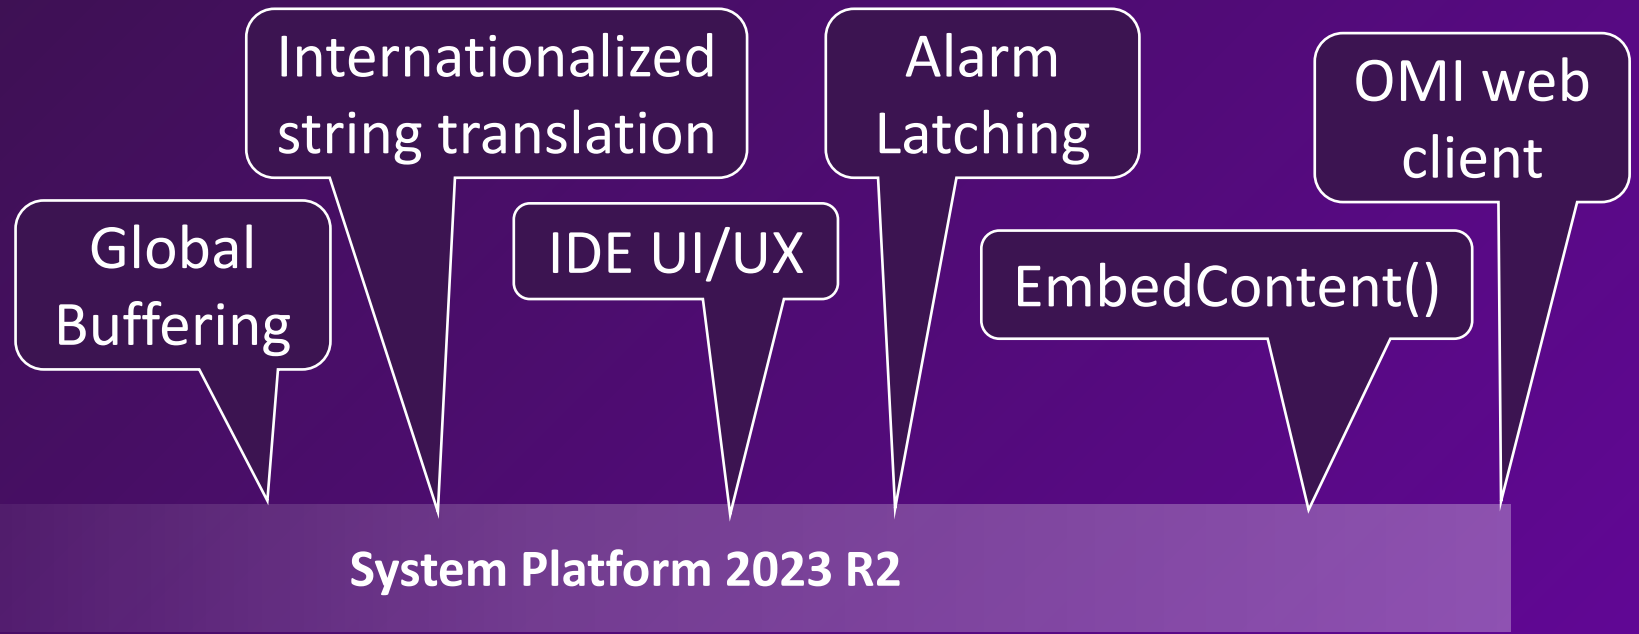 Internationalized
string translation
Alarm
Latching
OMI web
client
Global
Buffering
IDE UI/UX
EmbedContent()
System Platform 2023 R2